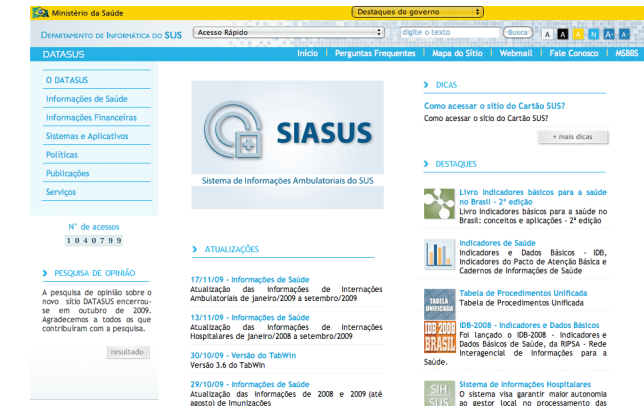 Ministério da Saúde
Destaques do governo
DEPARTAMENTO DE INFORMÁTICA DO SUS
Acesso Rápido
digite o texto
Busca
A A A N A+ A-
DATASUS
Início | Perguntas Frequentes | Mapa do Sítio | Webmail | Fale Conosco | MSBBS
O DATASUS
Informações de Saúde
Informações Financeiras
Sistemas e Aplicativos
Políticas
Publicações
Serviços
N° de acessos
1 0 4 0 7 9 9
PESQUISA DE OPINIÃO
A pesquisa de opinião sobre o
novo sítio DATASUS encerrou-
se em outubro de 2009.
Agradecemos a todos os que
contribuíram com a pesquisa.
resultado
SIASUS
Sistema de Informações Ambulatoriais do SUS
ATUALIZAÇÕES
17/11/09 - Informações de Saúde
Atualização das informações de Internações
Ambulatoriais de janeiro/2009 a setembro/2009
13/11/09 - Informações de Saúde
Atualização das informações de Internações
Hospitalares de janeiro/2008 a setembro/2009
30/10/09 - Versão do TabWin
Versão 3.6 do TabWin
29/10/09 - Informações de Saúde
Atualização das informações de 2008 e 2009 (até
agosto) de Imunizações
DICAS
Como acessar o sítio do Cartão SUS?
Como acessar o sítio do Cartão SUS?
+ mais dicas
DESTAQUES
Livro Indicadores básicos para a saúde
no Brasil - 2ª edição
Livro Indicadores básicos para a saúde no
Brasil: conceitos e aplicações - 2ª edição
Indicadores de Saúde
Indicadores e Dados Básicos - IDB,
Indicadores do Pacto de Atenção Básica e
Cadernos de Informações de Saúde
TABELA
UNIFICADA
Tabela de Procedimentos Unificada
Tabela de Procedimentos Unificada
IDB 2008
BRASIL
IDB-2008 - Indicadores e Dados Básicos
Foi lançado o IDB-2008 - Indicadores e
Dados Básicos de Saúde, da RIPSA - Rede
Interagencial de Informações para a
Saúde.
SIH
SUS
Sistema de Informações Hospitalares
O sistema visa garantir maior autonomia
ao gestor local no processamento das